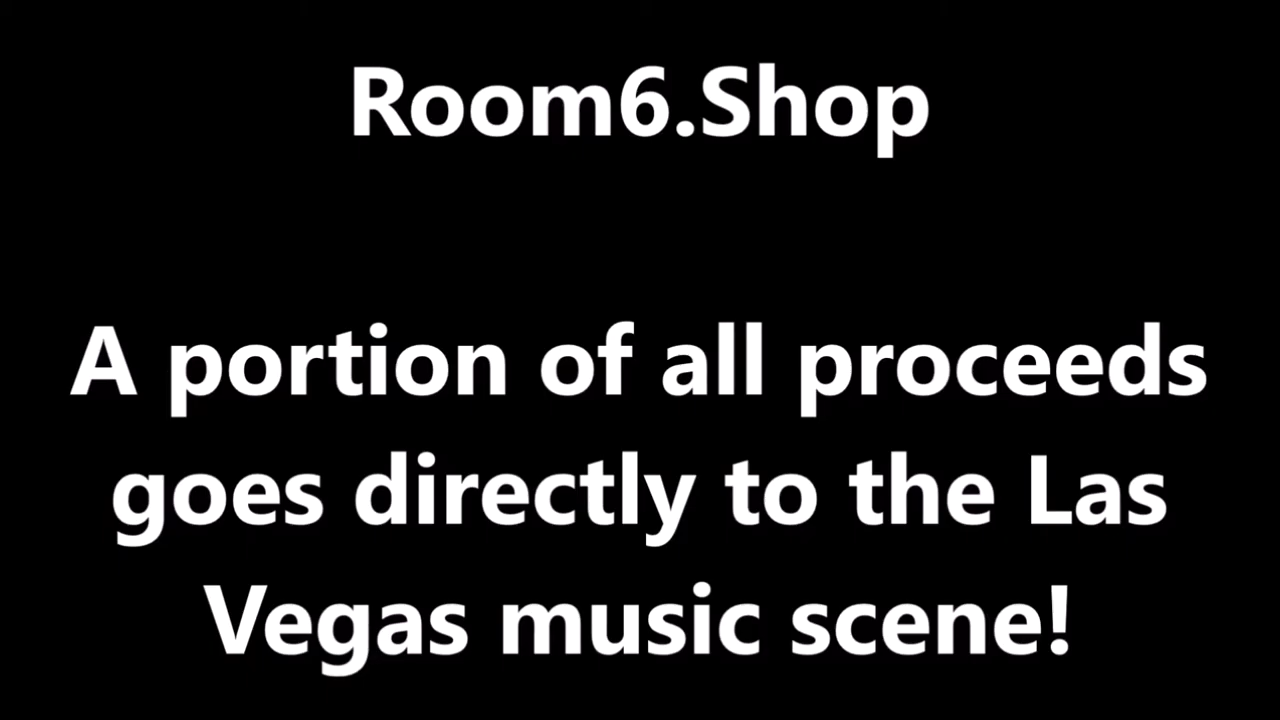 Room6.Shop
A portion of all proceeds
goes directly to the Las
Vegas music scene!